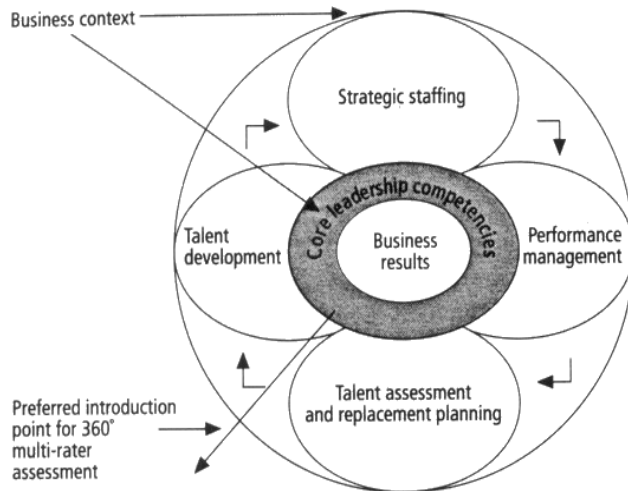 Business context
Strategic staffing
Core leadership competencies
Talent
development
Business
results
Performance
management
Talent assessment
and replacement planning
Preferred introduction
point for 360°
multi-rater
assessment